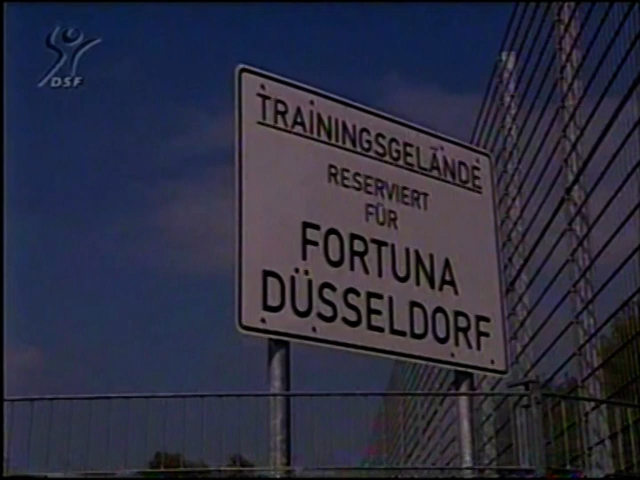 DSF
TRAININGSGELÄNDE
RESERVIERT
FÜR
FORTUNA
DÜSSELDORF